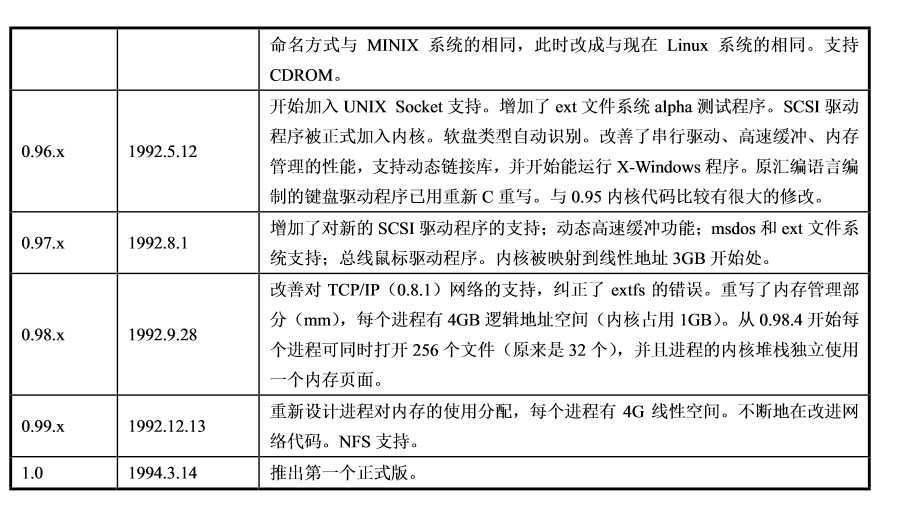 命名方式与 MINIX 系统的相同，此时改成与现在 Linux 系统的相同。支持
CDROM。
0.96.x
1992.5.12
开始加入 UNIX Socket 支持。增加了 ext 文件系统 alpha 测试程序。SCSI 驱动
程序被正式加入内核。软盘类型自动识别。改善了串行驱动、高速缓冲、内存
管理的性能，支持动态链接库，并开始能运行 X-Windows 程序。原汇编语言编
制的键盘驱动程序已用重新 C 重写。与 0.95 内核代码比较有很大的修改。
0.97.x
1992.8.1
增加了对新的 SCSI 驱动程序的支持；动态高速缓冲功能；msdos 和 ext 文件系
统支持；总线鼠标驱动程序。内核被映射到线性地址 3GB 开始处。
0.98.x
1992.9.28
改善对 TCP/IP（0.8.1）网络的支持，纠正了 extfs 的错误。重写了内存管理部
分（mm），每个进程有 4GB 逻辑地址空间（内核占用 1GB）。从 0.98.4 开始每
个进程可同时打开 256 个文件（原来是 32 个），并且进程的内核堆栈独立使用
一个内存页面。
0.99.x
1992.12.13
重新设计进程对内存的使用分配，每个进程有 4G 线性空间。不断地在改进网
络代码。NFS 支持。
1.0
1994.3.14
推出第一个正式版。